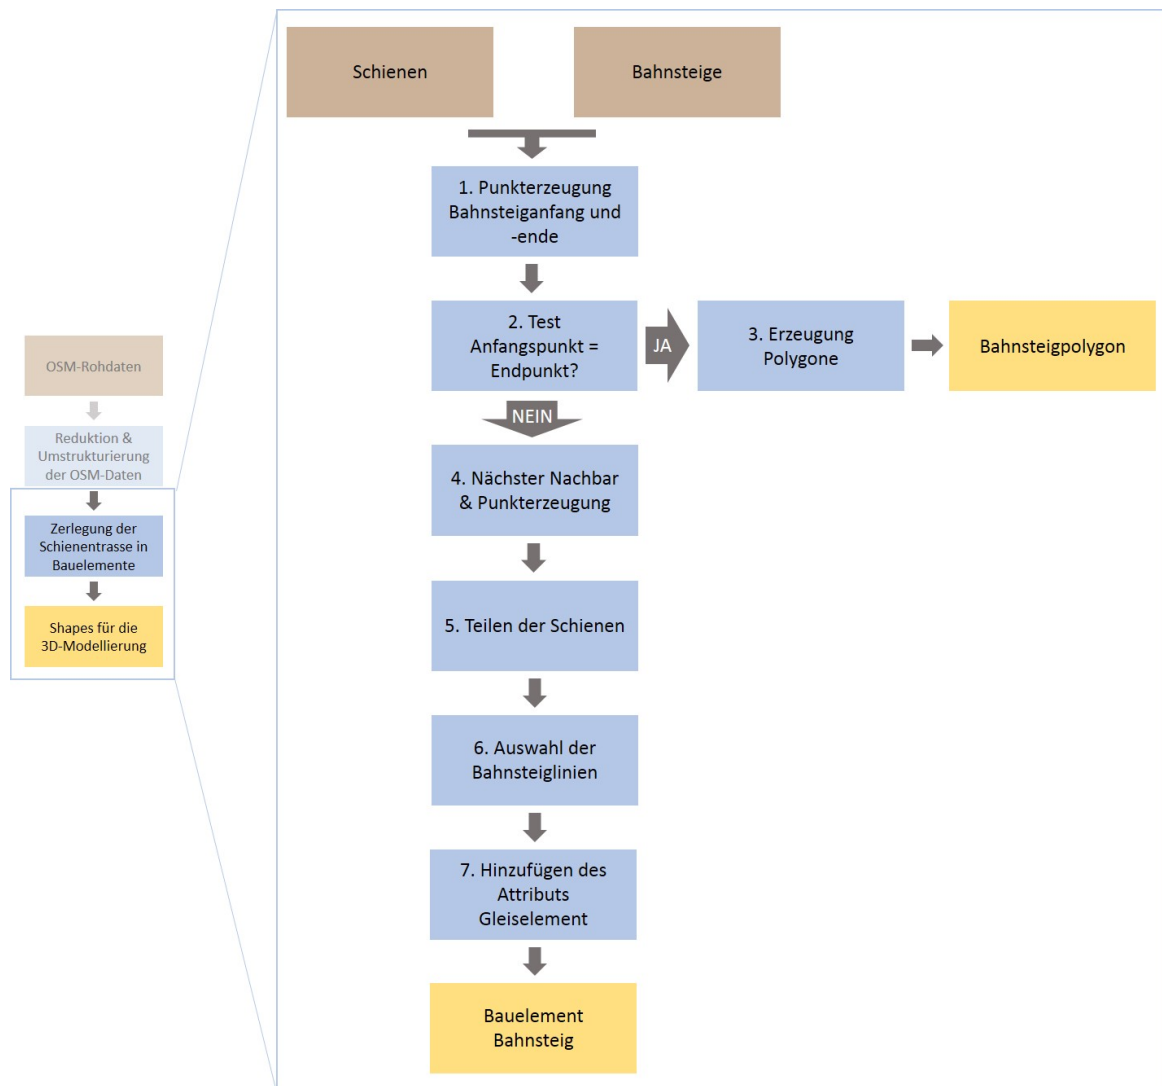 Schienen
Bahnsteige
1. Punkterzeugung
Bahnsteiganfang und
-ende
2. Test
Anfangspunkt =
Endpunkt?
JA
3. Erzeugung
Polygone
Bahnsteigpolygon
NEIN
4. Nächster Nachbar
& Punkterzeugung
5. Teilen der Schienen
6. Auswahl der
Bahnsteiglinien
7. Hinzufügen des
Attributs
Gleiselement
Bauelement
Bahnsteig
OSM-Rohdaten
Reduktion &
Umstrukturierung
der OSM-Daten
Zerlegung der
Schienentrasse in
Bauelemente
Shapes für die
3D-Modellierung